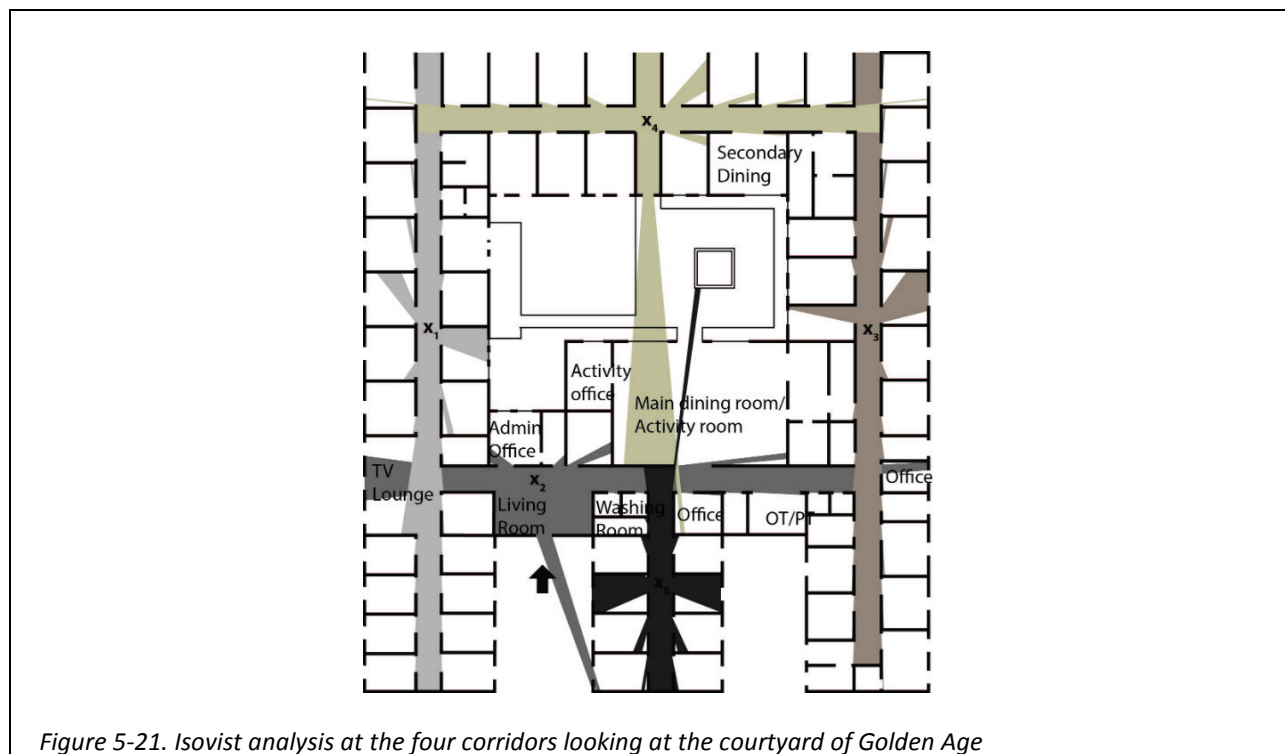 X4
Secondary
Dining
X1
X3
Activity
office
Main dining room/
Activity room
Admin
Office
TV
Lounge
X2
Living
Room
Washing
Room
Office
OT/PT
Office
X5
Figure 5-21. Isovist analysis at the four corridors looking at the courtyard of Golden Age